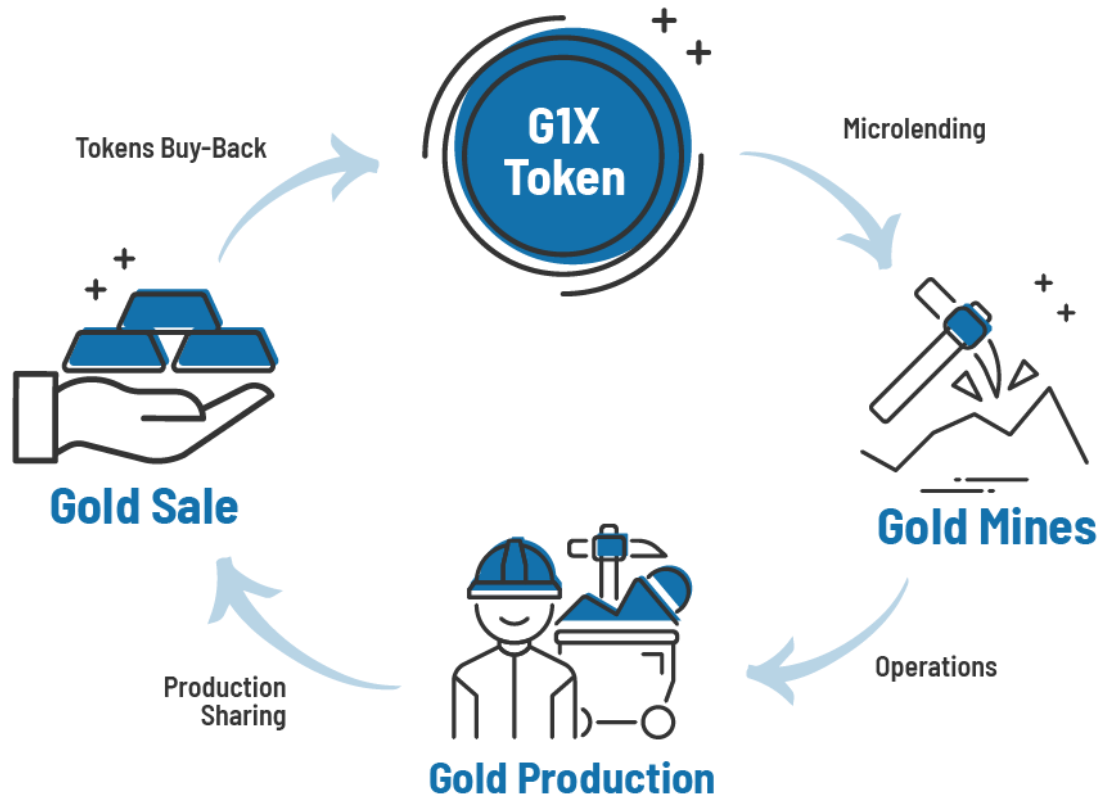 G1X
Token
Microlending
Tokens Buy-Back
Gold Sale
Gold Mines
Operations
Production
Sharing
Gold Production